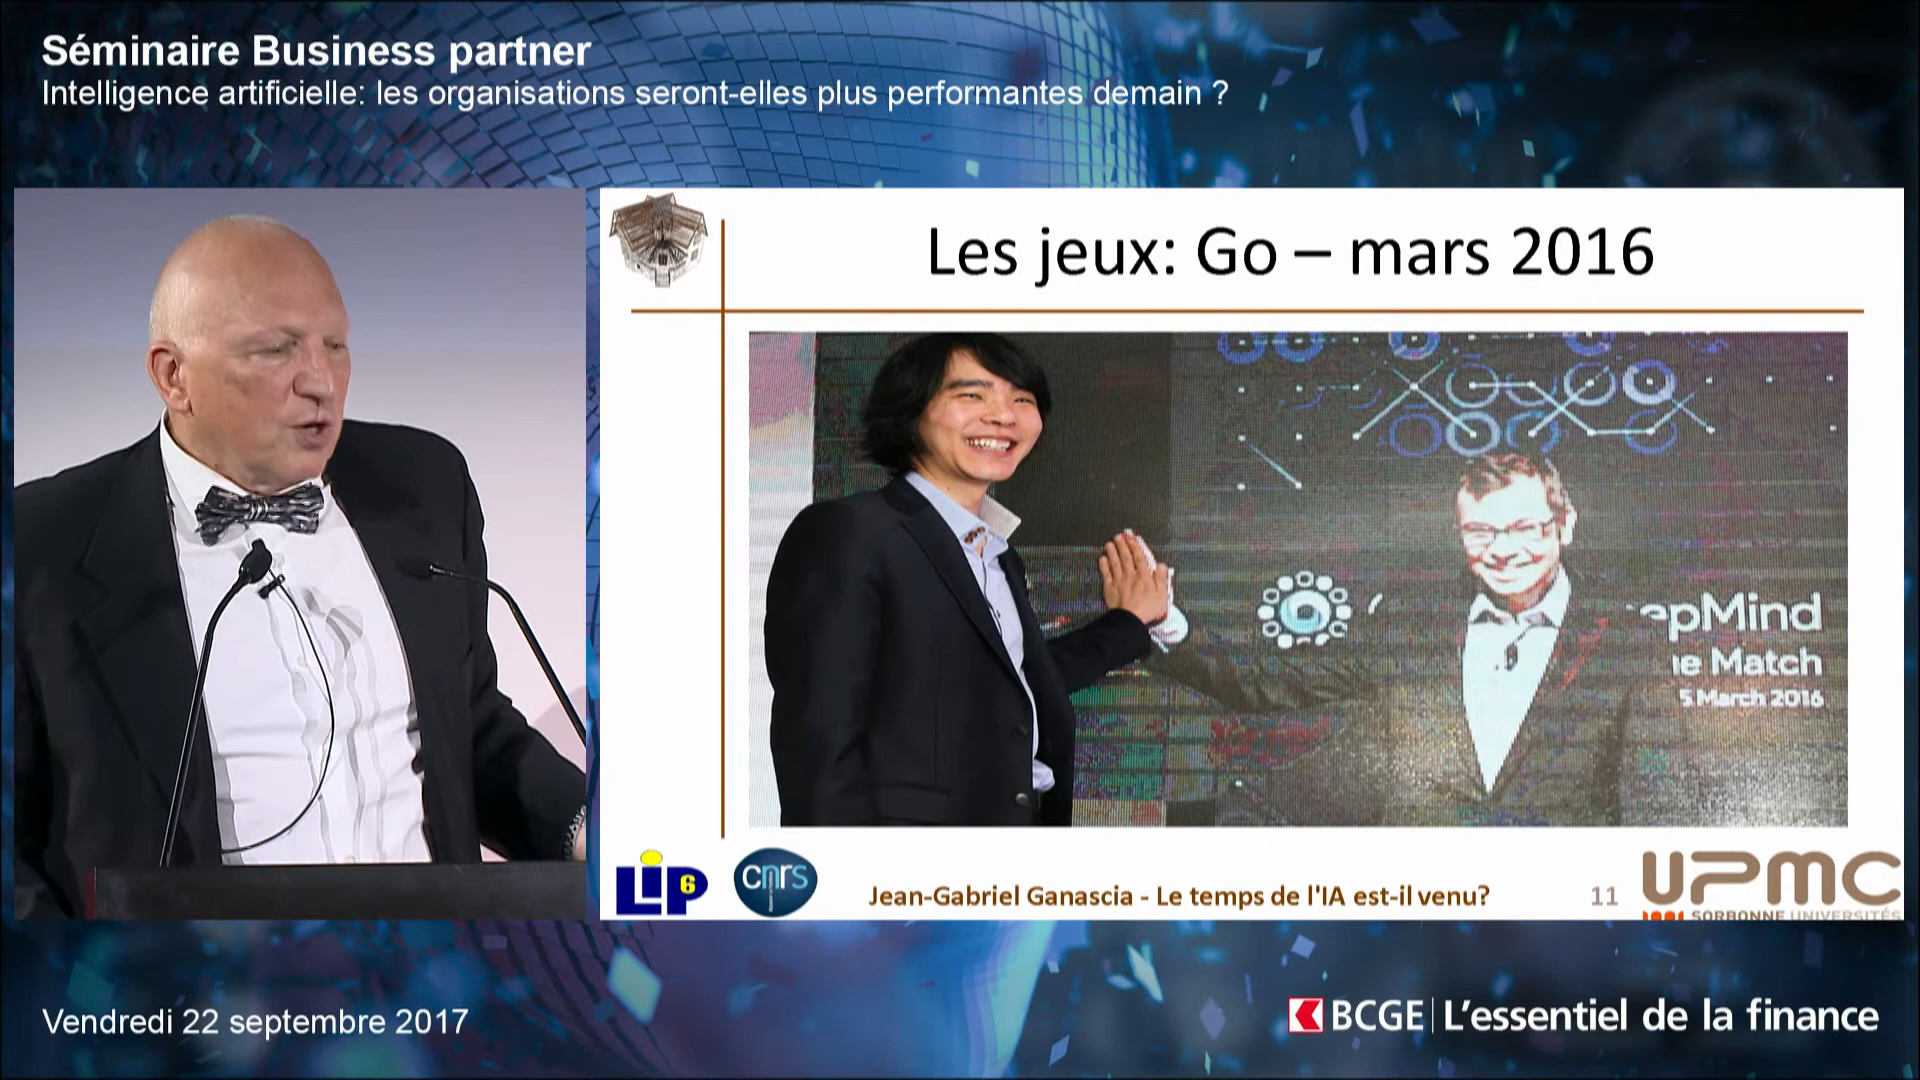 Séminaire Business partner
Intelligence artificielle: les organisations seront-elles plus performantes demain ?
Les jeux: Go – mars 2016
epMind
Match
5 March 2016
LIP6
cnrs
Jean-Gabriel Ganascia - Le temps de l'IA est-il venu?
11
UPMC
SORBONNE UNIVERSITÉS
Vendredi 22 septembre 2017
BCGE | L'essentiel de la finance